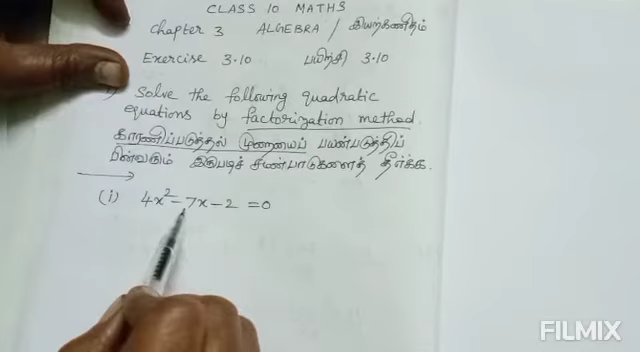 CLASS 10 MATHS
Chapter 3 ALGEBRA / இயற்கணிதம்
Exercise 3.10 பயிற்சி 3.10
1) Solve the following quadratic
equations by factorization method.
காரணிப்படுத்தல் முறையைப் பயன்படுத்திப்
பின்வரும் இருபடிச் சமன்பாடுகளைத் தீர்க்க.
(i) 4x² - 7x - 2 = 0
FILMIX